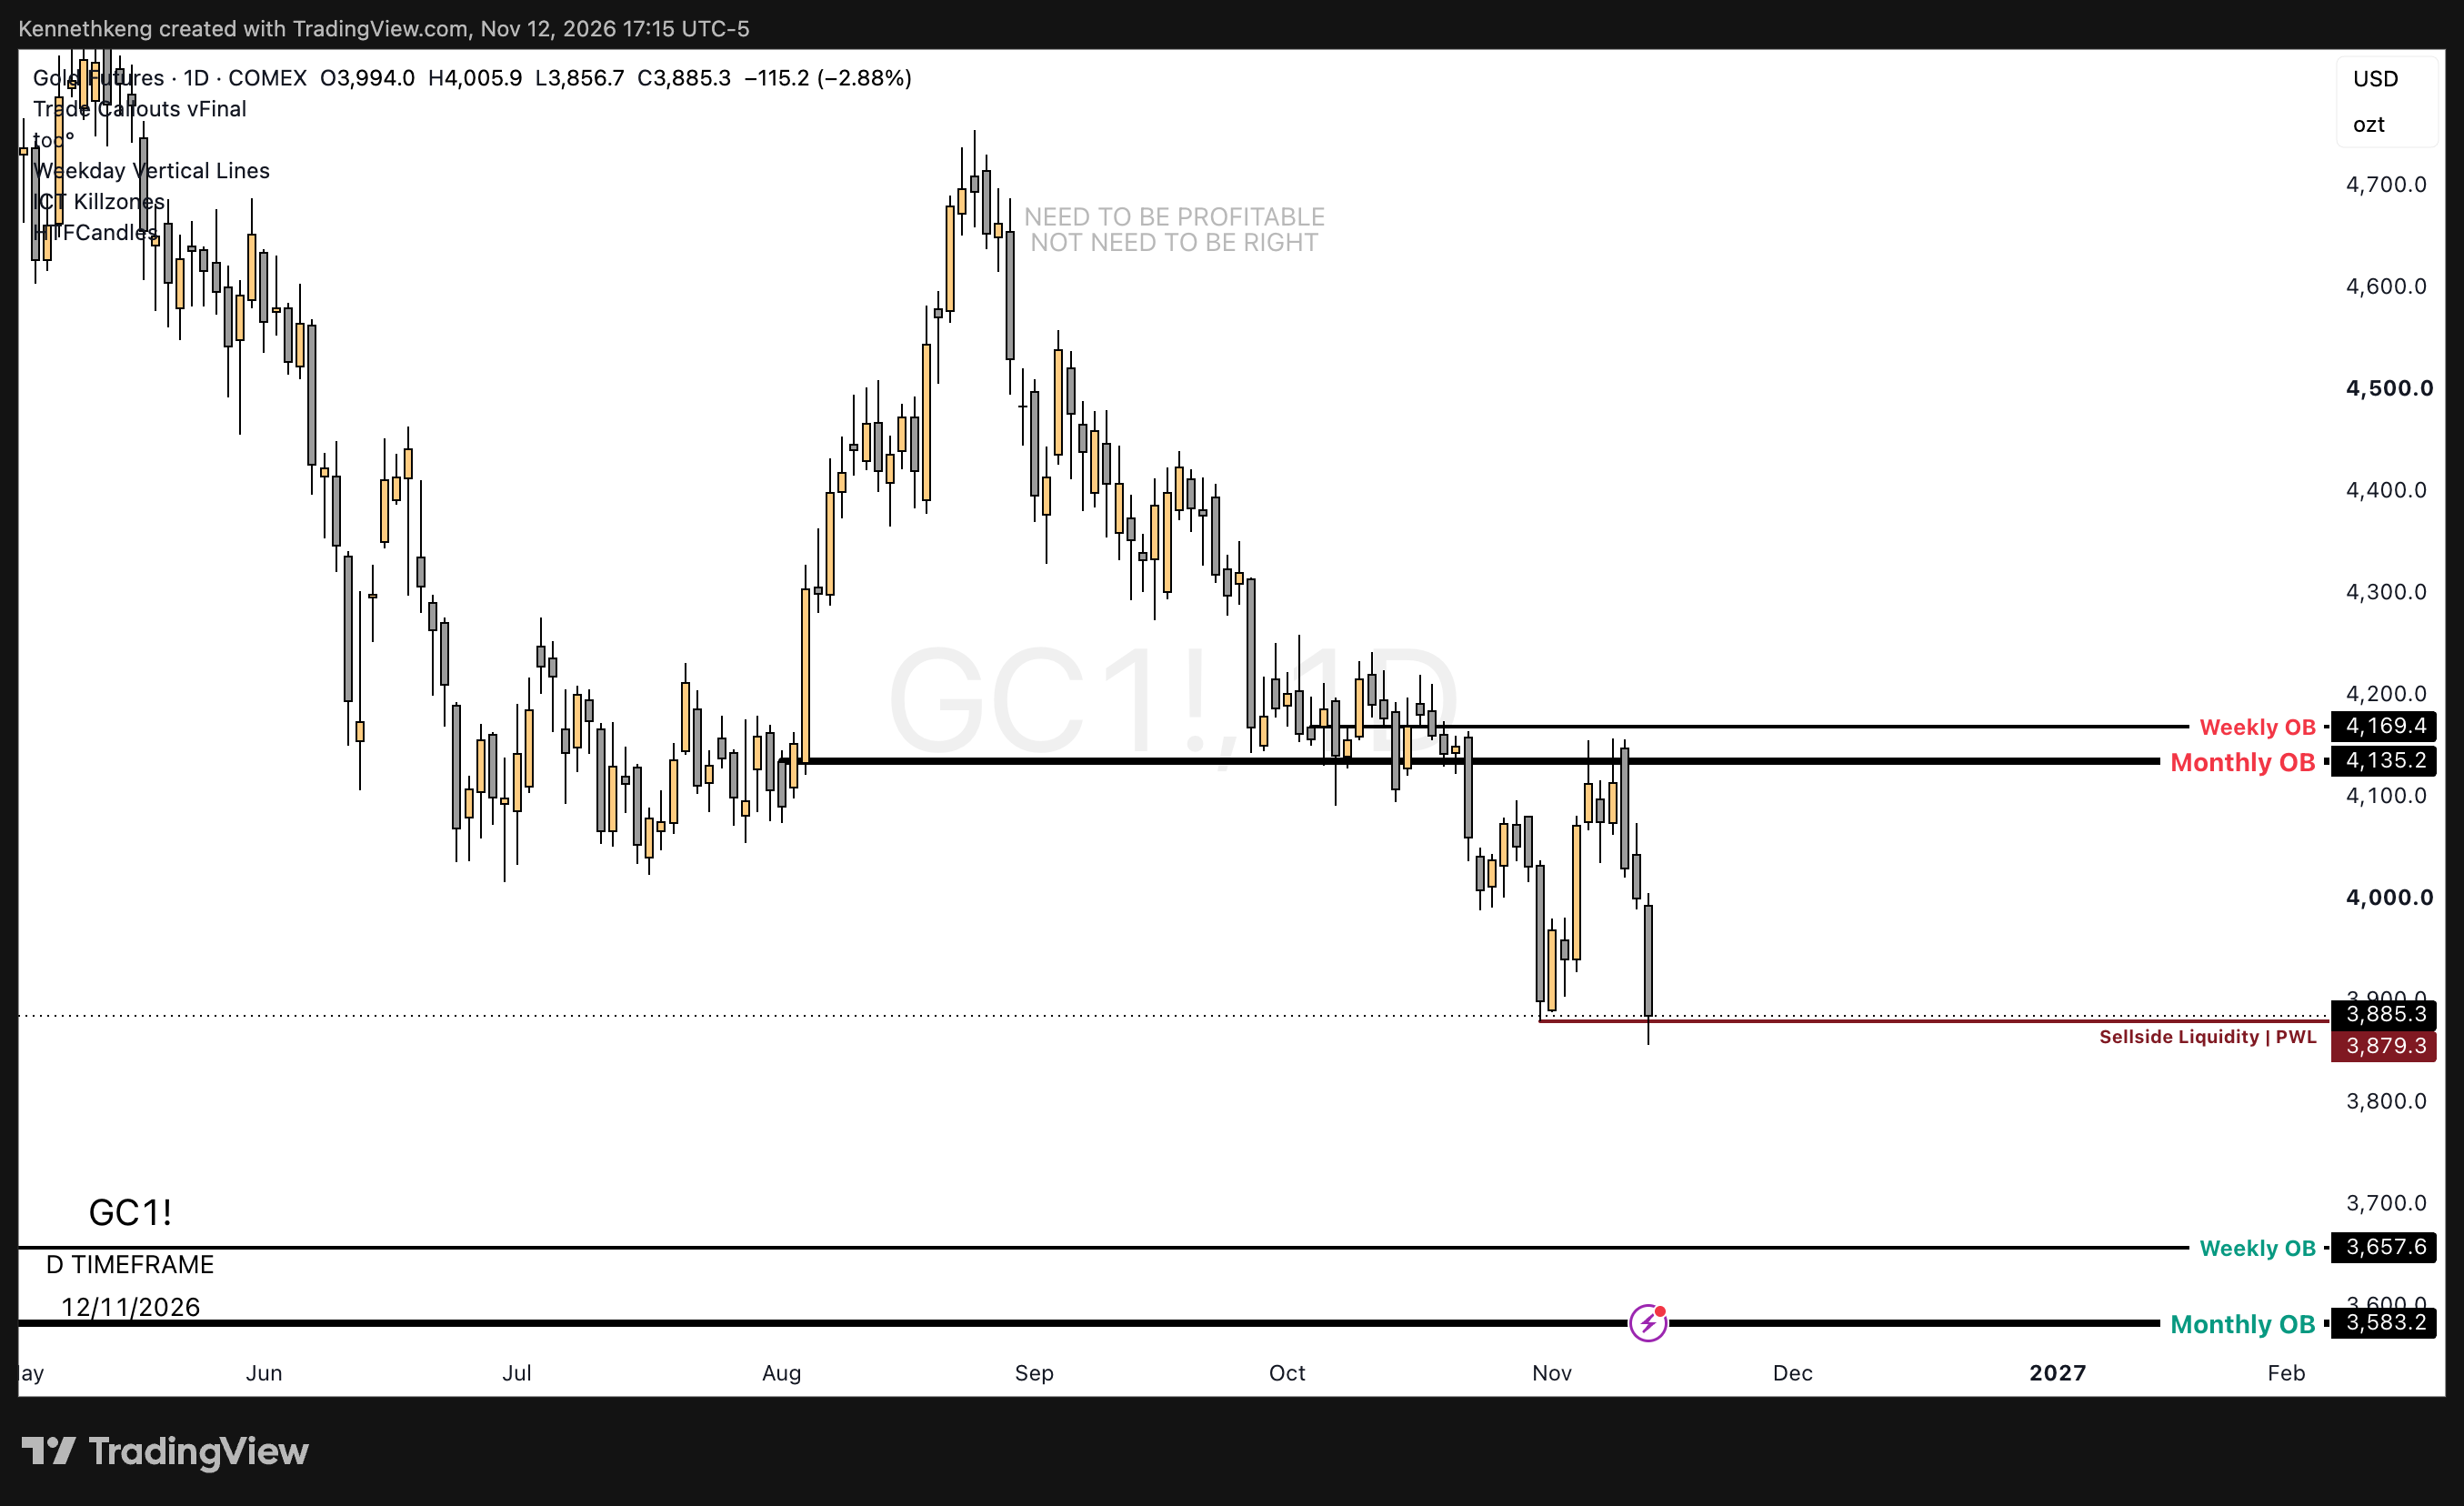 Kennethkeng created with TradingView.com, Nov 12, 2026 17:15 UTC-5
Gold Futures · 1D · COMEX O3,994.0 H4,005.9 L3,856.7 C3,885.3 −115.2 (−2.88%)
Trade Callouts vFinal
Weekday Vertical Lines
ICT Killzones
HTFCandles
NEED TO BE PROFITABLE
NOT NEED TO BE RIGHT
GC1!, 1D
USD
ozt
4,700.0
4,600.0
4,500.0
4,400.0
4,300.0
4,200.0
Weekly OB 4,169.4
Monthly OB 4,135.2
4,100.0
4,000.0
3,900.0
3,885.3
Sellside Liquidity | PWL 3,879.3
3,800.0
3,700.0
GC1!
Weekly OB 3,657.6
D TIMEFRAME
12/11/2026
3,600.0
Monthly OB 3,583.2
Jun Jul Aug Sep Oct Nov Dec 2027 Feb
TradingView